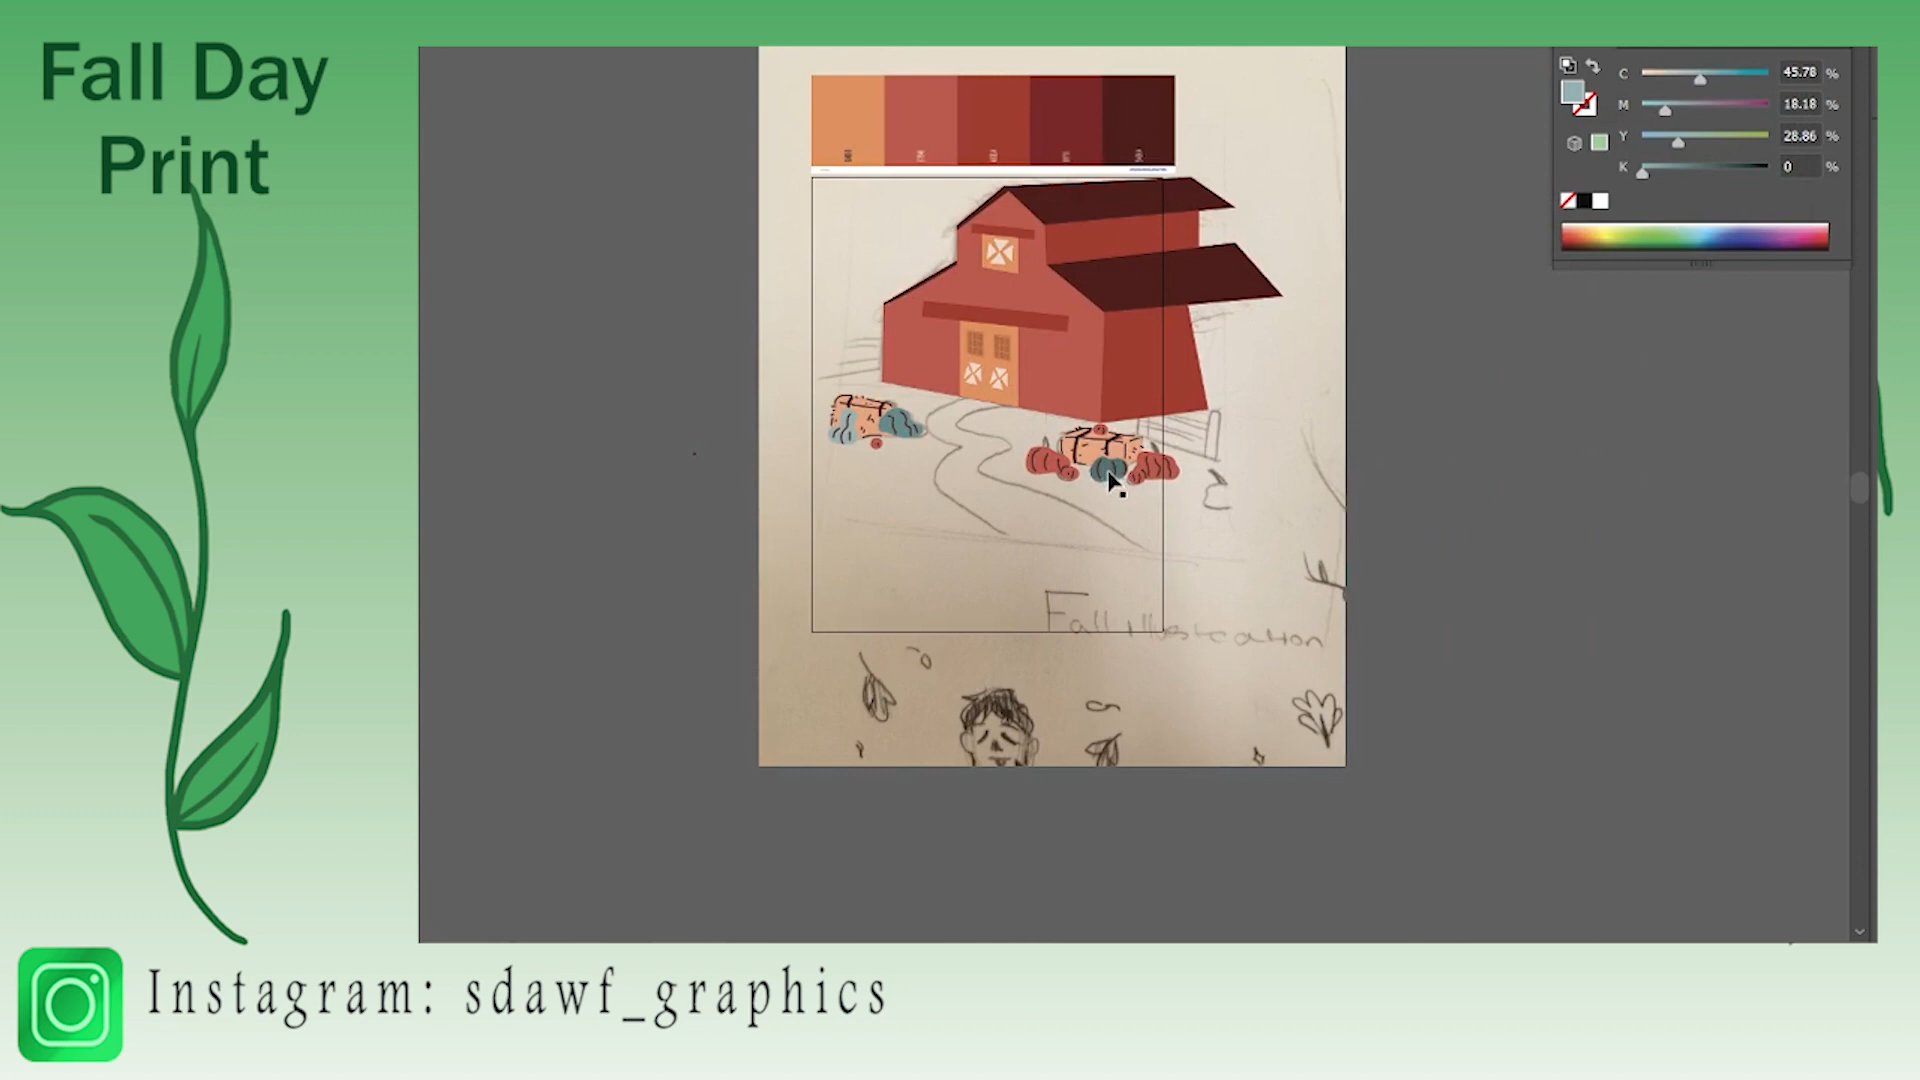 Fall Day
Print
C 45.78 %
M 18.18 %
Y 28.86 %
K 0 %
Fall illustration
Instagram: sdawf_graphics